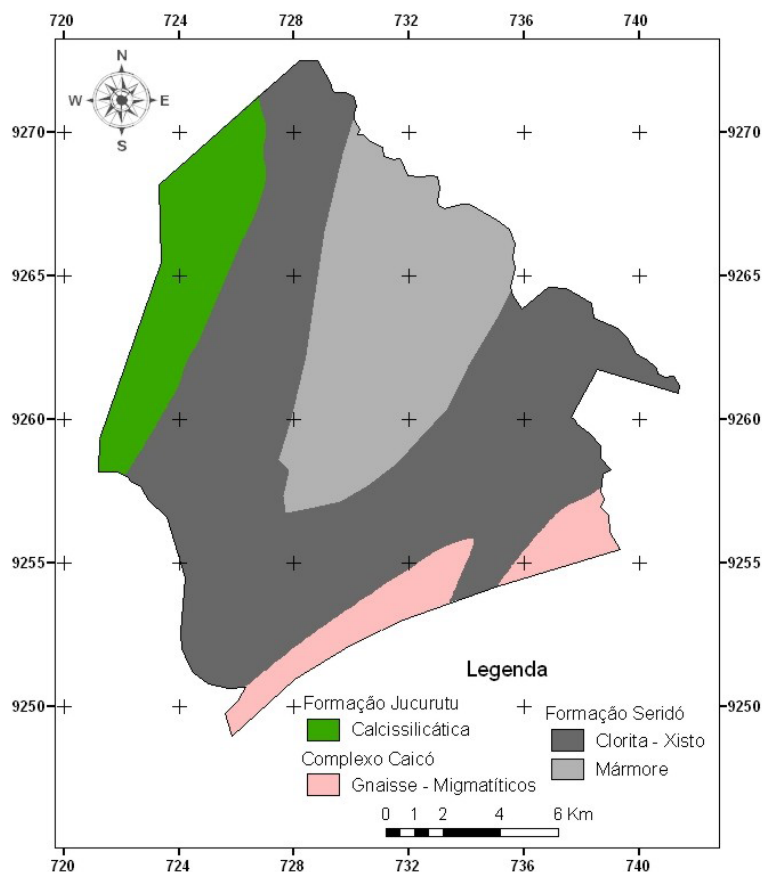 720 724 728 732 736 740
N
W E
S
9270 9270
9265 9265
9260 9260
9255 9255
9250 9250
Legenda
Formação Jucurutu
Calcissilicática
Complexo Caicó
Gnaisse - Migmatíticos
Formação Seridó
Clorita - Xisto
Mármore
0 1 2 4 6 Km
720 724 728 732 736 740